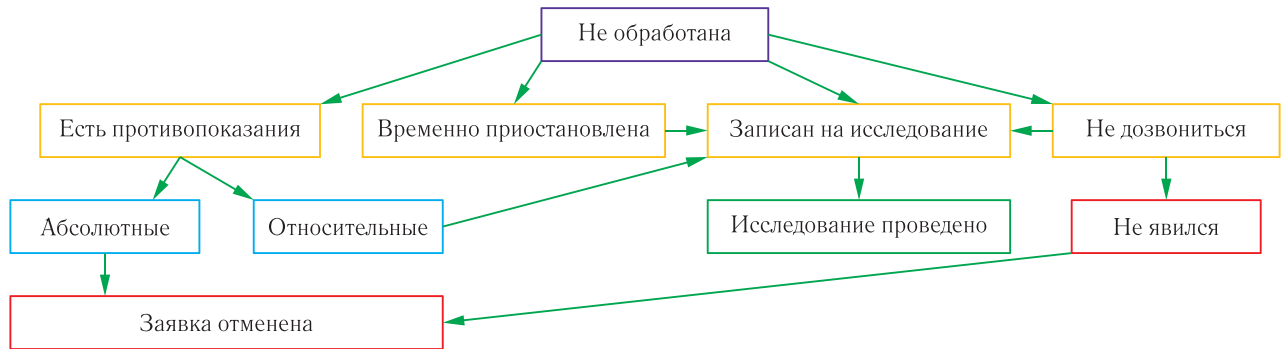 Не обработана
Есть противопоказания
Временно приостановлена
Записан на исследование
Не дозвониться
Абсолютные
Относительные
Исследование проведено
Не явился
Заявка отменена